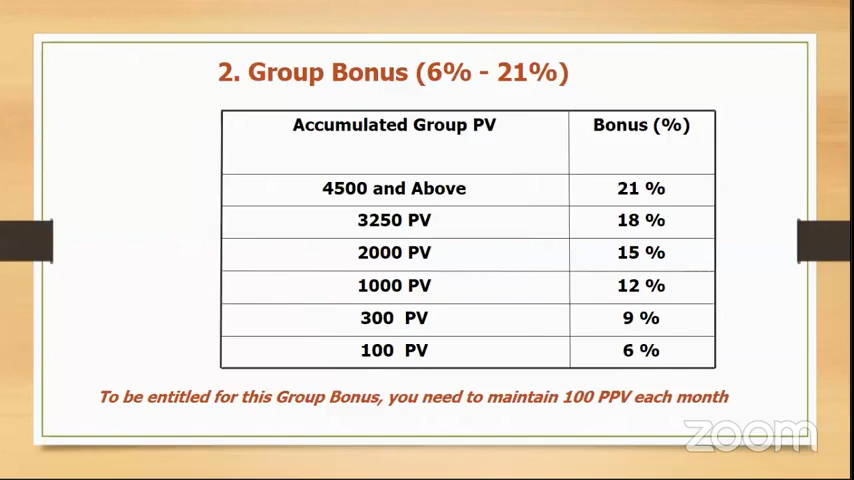 2. Group Bonus (6% - 21%)
Accumulated Group PV Bonus (%)
4500 and Above 21 %
3250 PV 18 %
2000 PV 15 %
1000 PV 12 %
300 PV 9 %
100 PV 6 %
To be entitled for this Group Bonus, you need to maintain 100 PPV each month
zoom